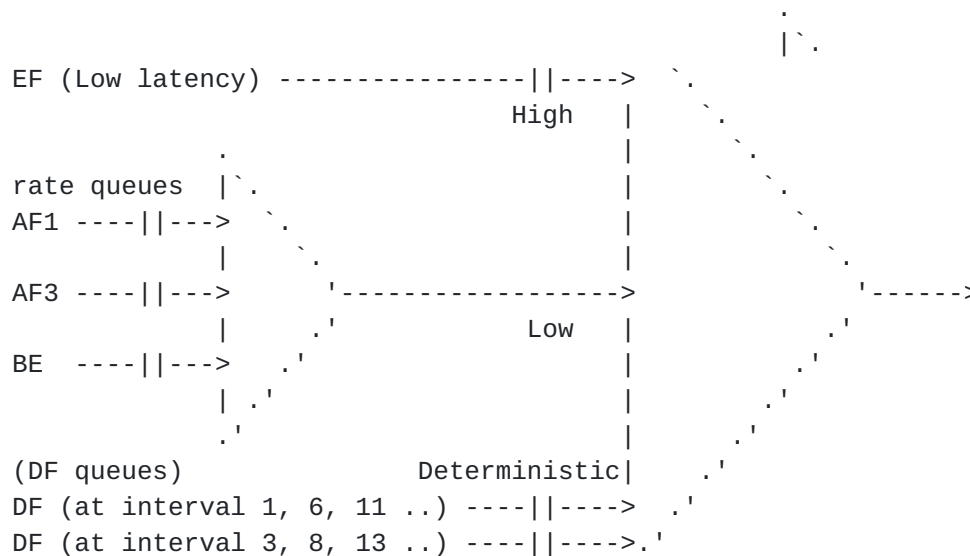 EF (Low latency) ----------------||---->
High
rate queues
AF1 ----||--->
AF3 ----||---> '------------------> '------>
Low
BE ----||--->
(DF queues) Deterministic|
DF (at interval 1, 6, 11 ..) ----||---->
DF (at interval 3, 8, 13 ..) ----||---->.'